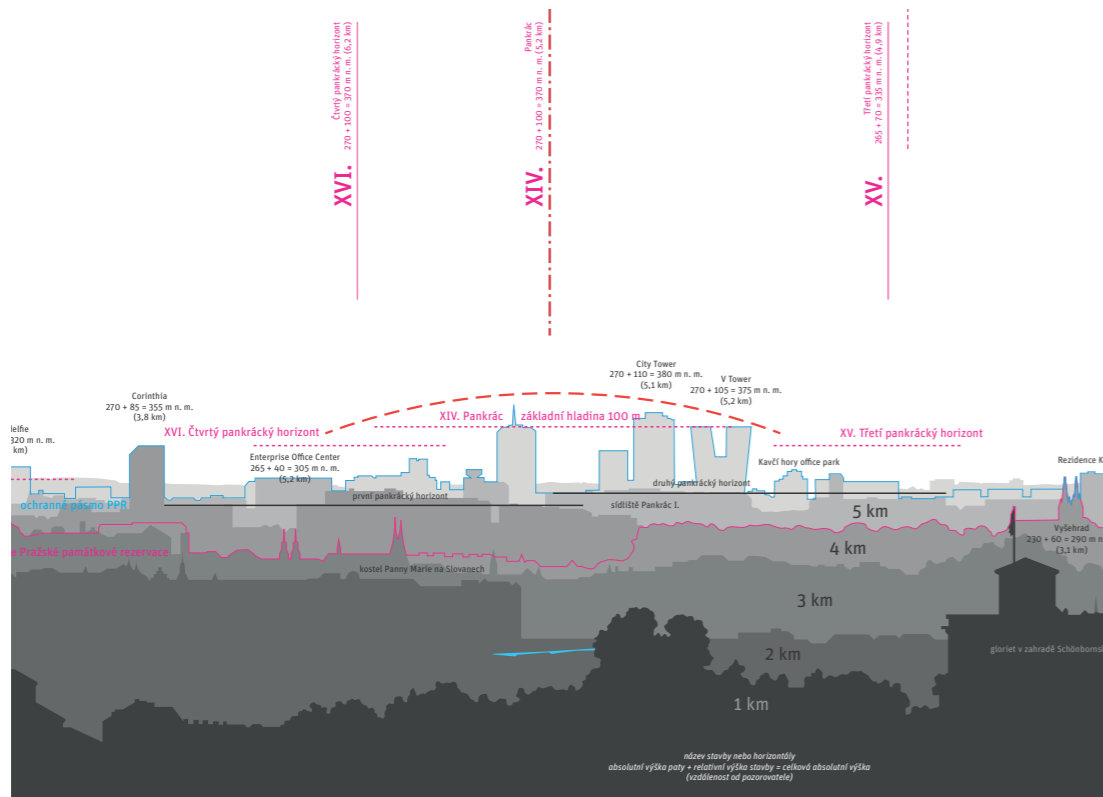 XVI.
Čtvrtý pankrácký horizont
270 + 100 = 370 m n. m. (6,2 km)
XIV.
Pankrác
270 + 100 = 370 m n. m. (5,2 km)
XV.
Třetí pankrácký horizont
265 + 70 = 335 m n. m. (4,9 km)
City Tower
270 + 110 = 380 m n. m.
(5,1 km)
V Tower
270 + 105 = 375 m n. m.
(5,2 km)
Corinthia
270 + 85 = 355 m n. m.
(3,8 km)
elfie
320 m n. m.
km)
XVI. Čtvrtý pankrácký horizont
XIV. Pankrác základní hladina 100 m
XV. Třetí pankrácký horizont
Enterprise Office Center
265 + 40 = 305 m n. m.
(5,2 km)
Kavčí hory office park
Rezidence K
druhý pankrácký horizont
první pankrácký horizont
ochranné pásmo PPR
sídliště Pankrác I.
5 km
Vyšehrad
230 + 60 = 290 m n
(3,1 km)
e Pražské památkové rezervace
4 km
kostel Panny Marie na Slovanech
3 km
gloriet v zahradě Schönbornsk
2 km
1 km
název stavby nebo horizontály
absolutní výška paty + relativní výška stavby = celková absolutní výška
(vzdálenost od pozorovatele)